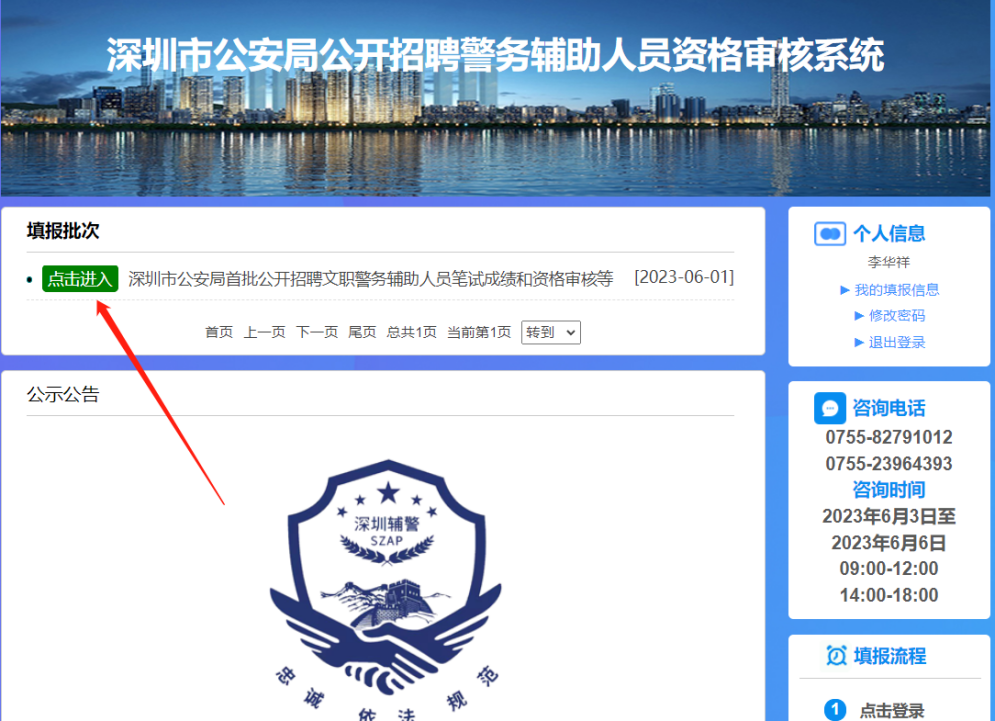 深圳市公安局公开招聘警务辅助人员资格审核系统
填报批次
点击进入 深圳市公安局首批公开招聘文职警务辅助人员笔试成绩和资格审核等 [2023-06-01]
首页 上一页 下一页 尾页 总共1页 当前第1页 转到
公示公告
深圳辅警
SZAP
忠诚依法规范
个人信息
李华祥
我的填报信息
修改密码
退出登录
咨询电话
0755-82791012
0755-23964393
咨询时间
2023年6月3日至
2023年6月6日
09:00-12:00
14:00-18:00
填报流程
1 点击登录